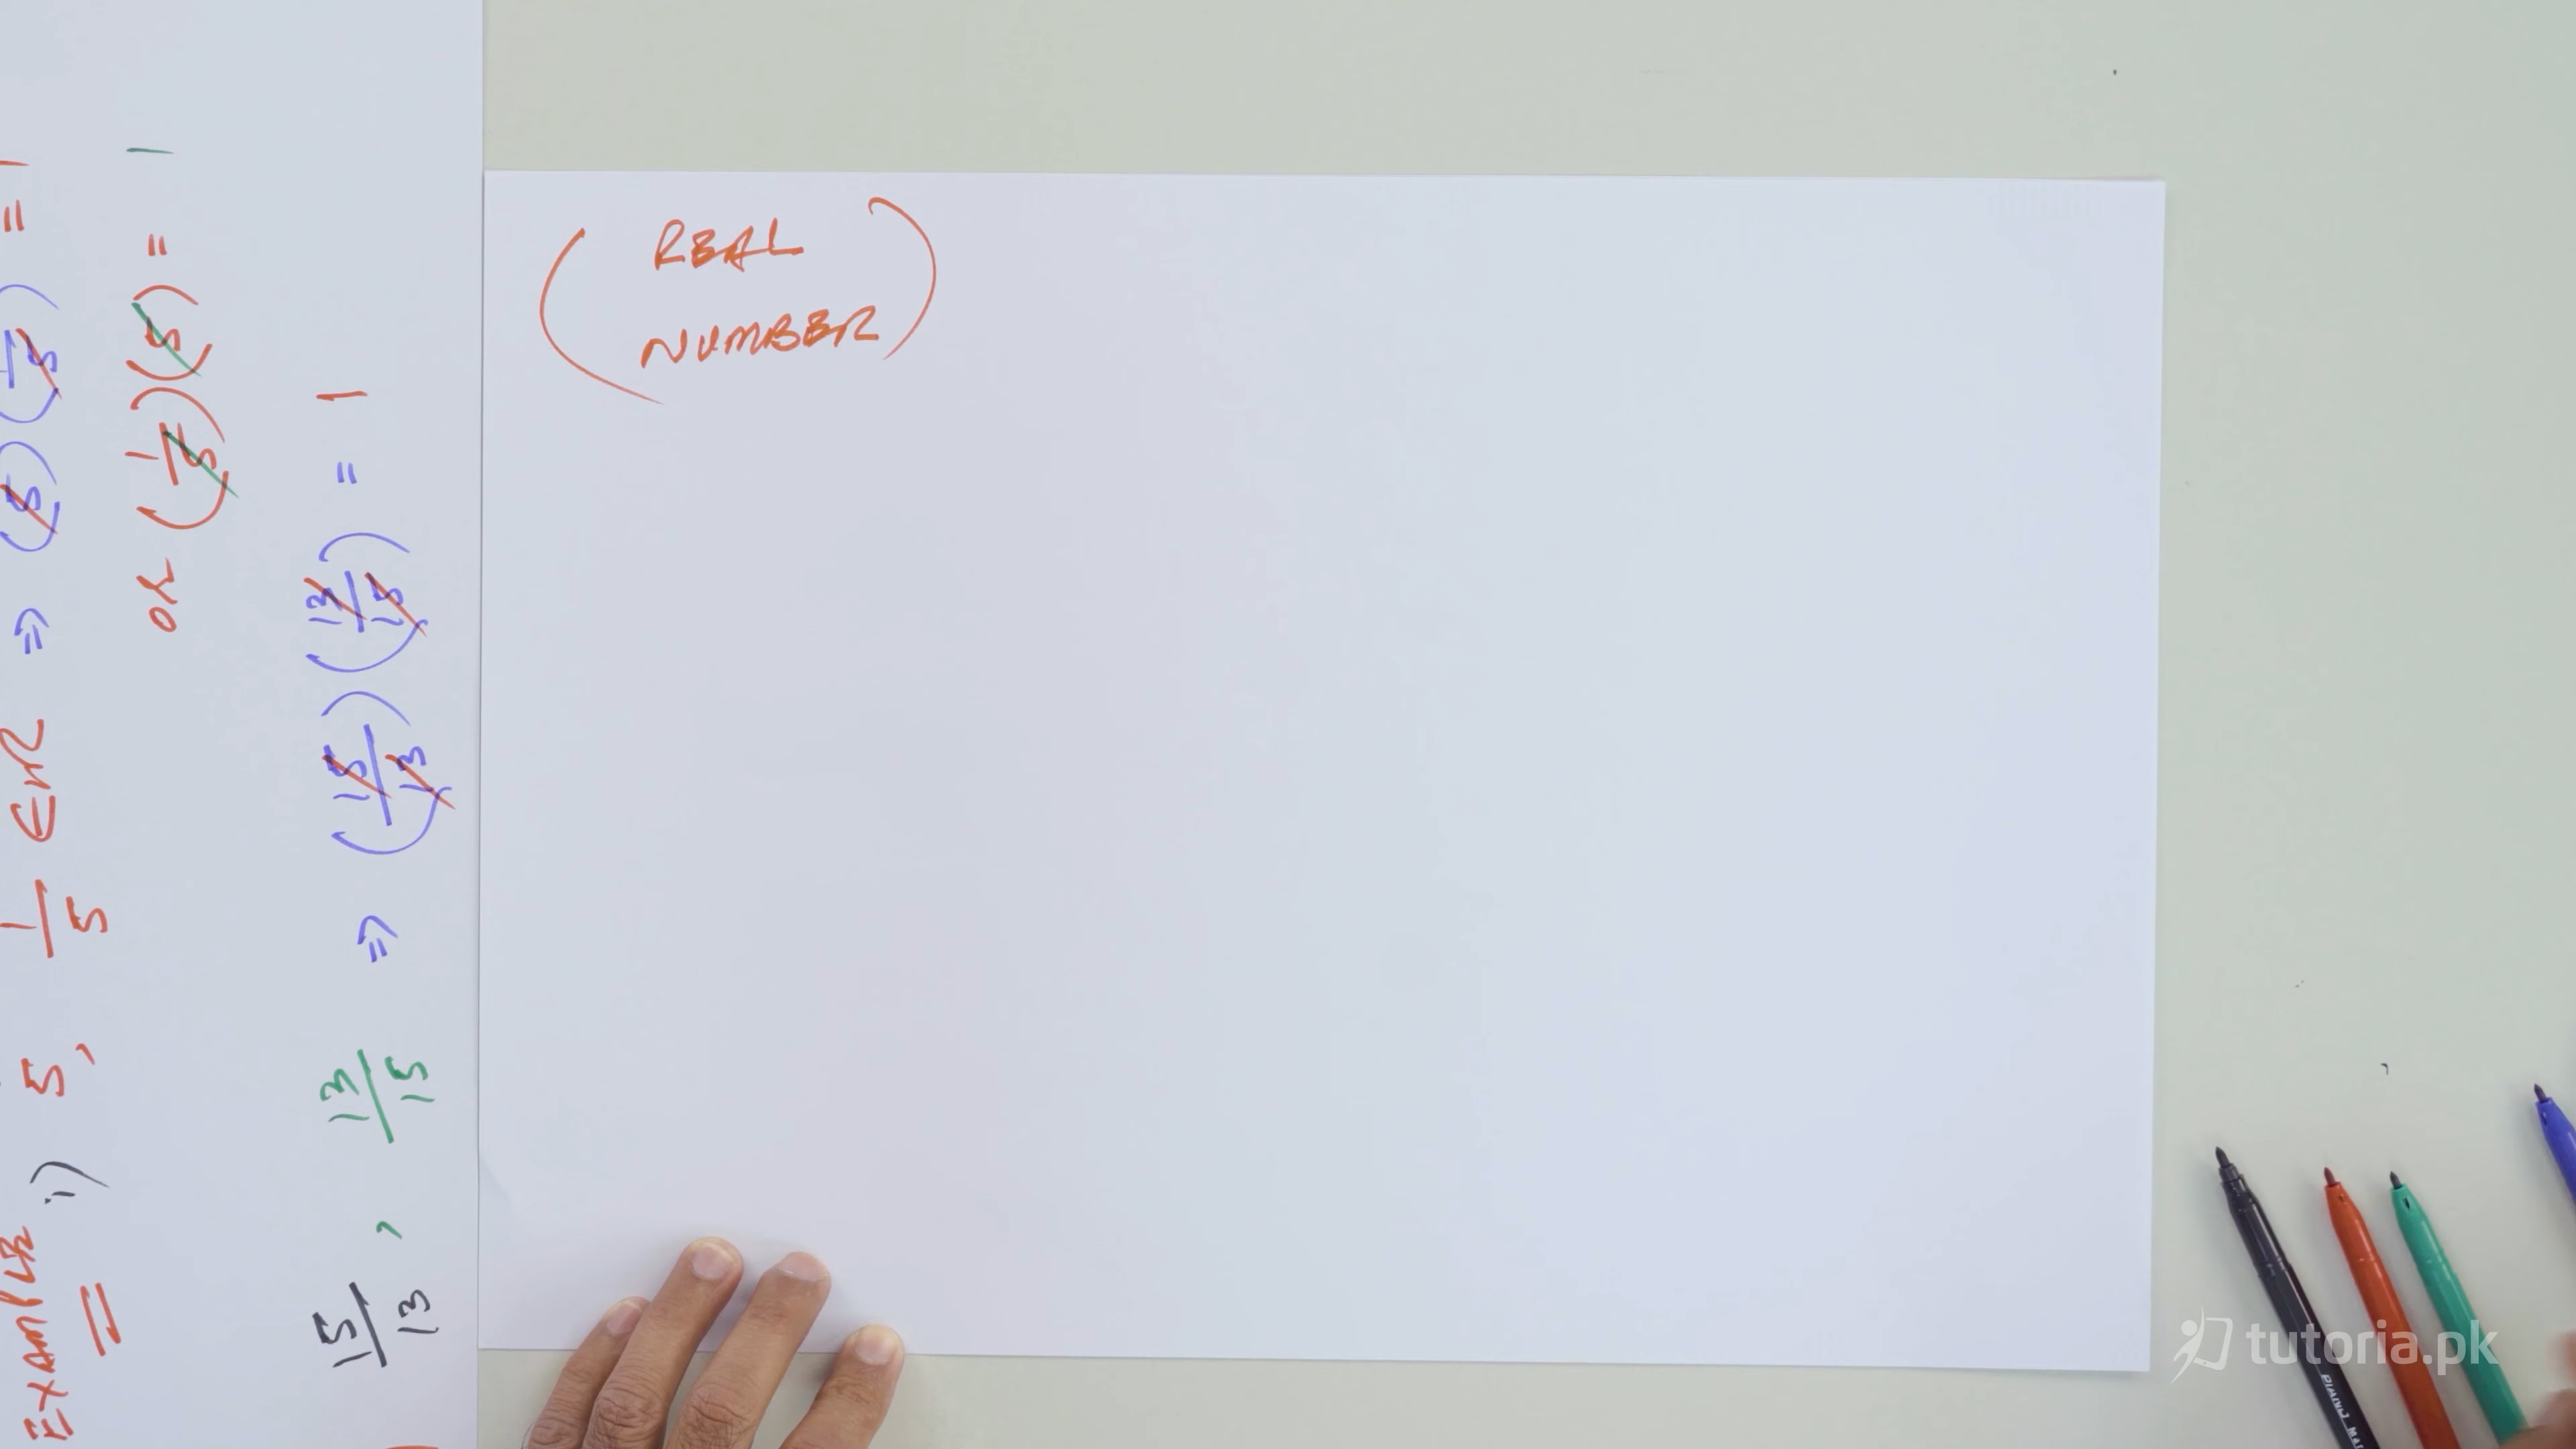 REAL
NUMBER
EXAMPLE i) 5, 1/5 ∈ R ⇒ (5)(1/5) = 1
OR (1/5)(5) = 1
15/13 , 13/15 ⇒ (15/13)(13/15) = 1
tutoria.pk